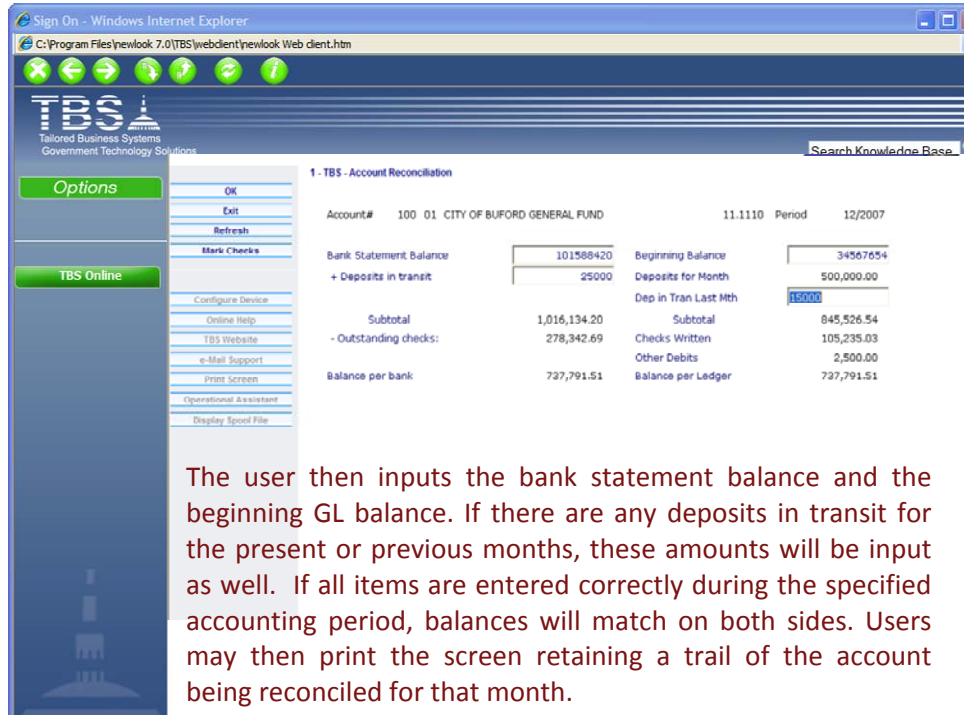 Sign On - Windows Internet Explorer
C:\Program Files\newlook 7.0\TBS\webclient\newlook Web client.htm
TBS
Tailored Business Systems
Government Technology Solutions
Search Knowledge Base
Options
TBS Online
OK
Exit
Refresh
Mark Checks
Configure Device
Online Help
TBS Website
e-Mail Support
Print Screen
Operational Assistant
Display Spool File
1 - TBS - Account Reconciliation
Account# 100 01 CITY OF BUFORD GENERAL FUND 11.1110 Period 12/2007
Bank Statement Balance 101588420 Beginning Balance 34567654
+ Deposits in transit 25000 Deposits for Month 500,000.00
Dep in Tran Last Mth 15000
Subtotal 1,016,134.20 Subtotal 845,526.54
- Outstanding checks: 278,342.69 Checks Written 105,235.03
Other Debits 2,500.00
Balance per bank 737,791.51 Balance per Ledger 737,791.51
The user then inputs the bank statement balance and the
beginning GL balance. If there are any deposits in transit for
the present or previous months, these amounts will be input
as well. If all items are entered correctly during the specified
accounting period, balances will match on both sides. Users
may then print the screen retaining a trail of the account
being reconciled for that month.